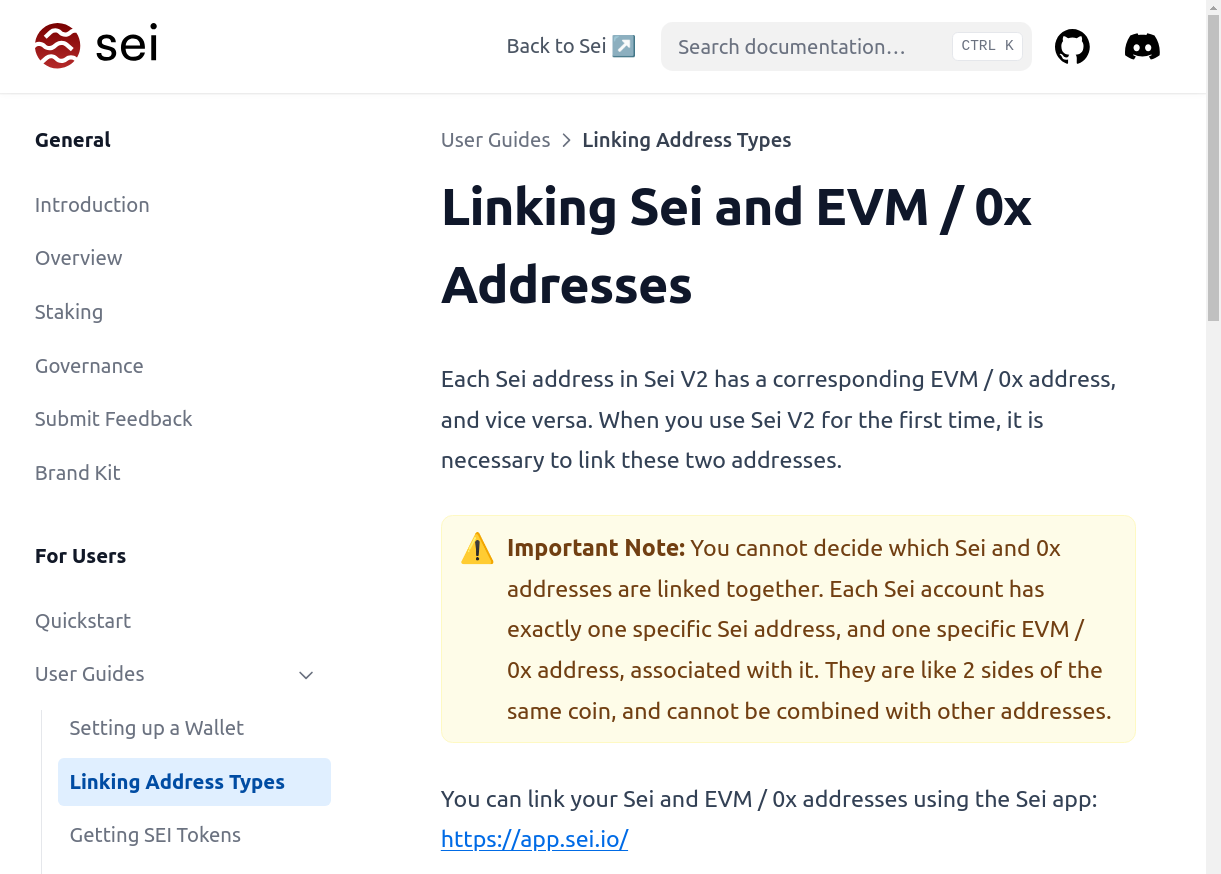 sei
Back to Sei ↗️
Search documentation…
CTRL K
General
Introduction
Overview
Staking
Governance
Submit Feedback
Brand Kit
For Users
Quickstart
User Guides
Setting up a Wallet
Linking Address Types
Getting SEI Tokens
User Guides > Linking Address Types
Linking Sei and EVM / 0x
Addresses
Each Sei address in Sei V2 has a corresponding EVM / 0x address,
and vice versa. When you use Sei V2 for the first time, it is
necessary to link these two addresses.
⚠️ Important Note: You cannot decide which Sei and 0x
addresses are linked together. Each Sei account has
exactly one specific Sei address, and one specific EVM /
0x address, associated with it. They are like 2 sides of the
same coin, and cannot be combined with other addresses.
You can link your Sei and EVM / 0x addresses using the Sei app:
https://app.sei.io/